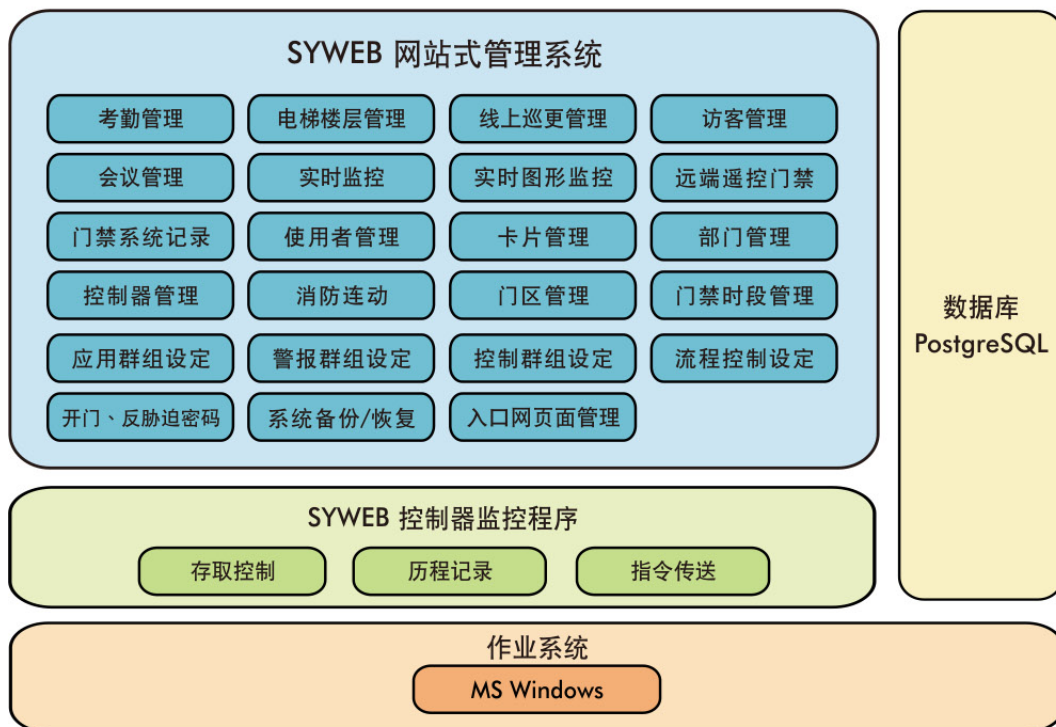 SYWEB 网站式管理系统
考勤管理
电梯楼层管理
线上巡更管理
访客管理
会议管理
实时监控
实时图形监控
远端遥控门禁
门禁系统记录
使用者管理
卡片管理
部门管理
控制器管理
消防连动
门区管理
门禁时段管理
应用群组设定
警报群组设定
控制群组设定
流程控制设定
开门、反胁迫密码
系统备份/恢复
入口网页面管理
数据库
PostgreSQL
SYWEB 控制器监控程序
存取控制
历程记录
指令传送
作业系统
MS Windows